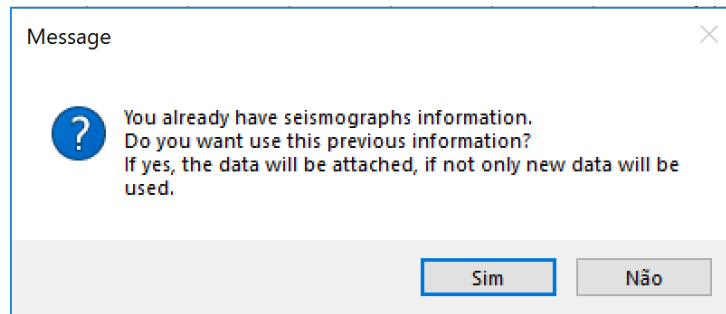 Message
You already have seismographs information.
Do you want use this previous information?
If yes, the data will be attached, if not only new data will be
used.
Sim
Não